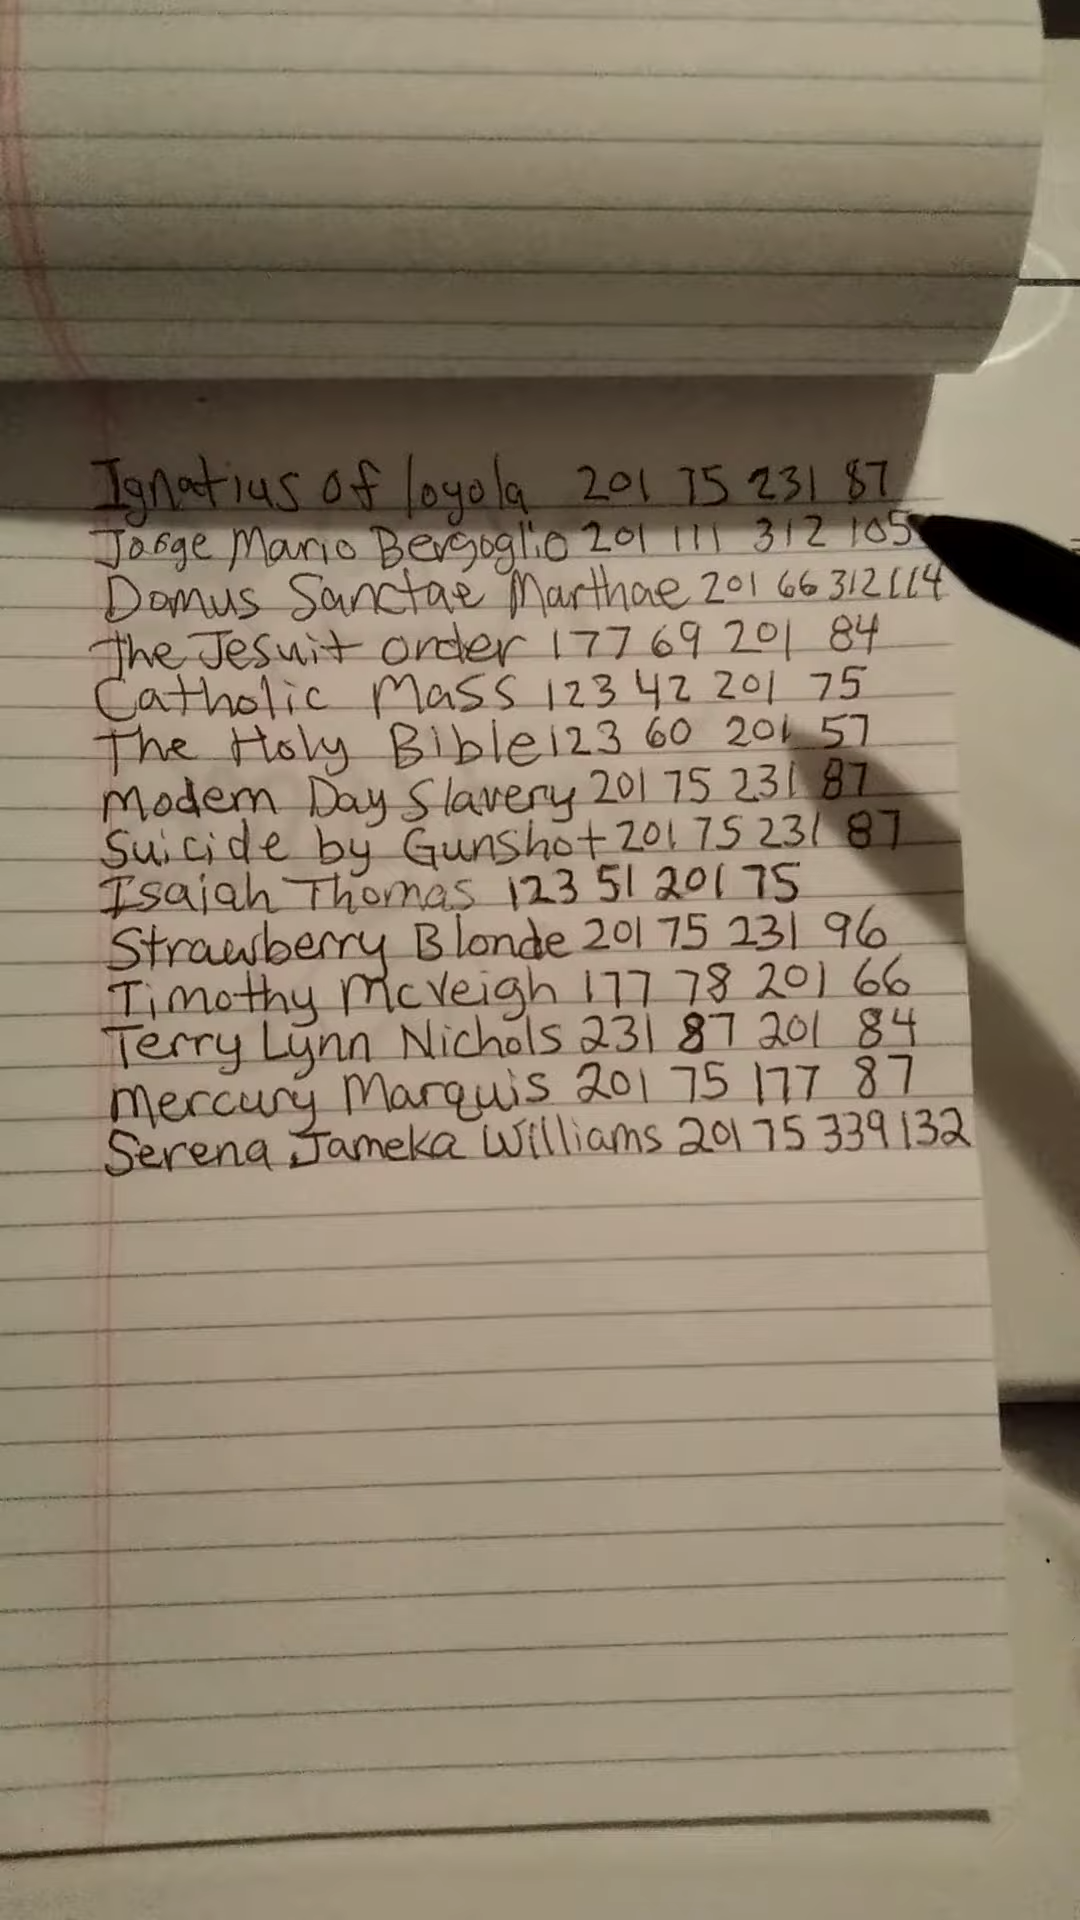 Ignatius of loyola 201 75 231 87
Jorge Mario Bergoglio 201 111 312 105
Domus Sanctae Marthae 201 66 312 114
The Jesuit order 177 69 201 84
Catholic Mass 123 42 201 75
The Holy Bible 123 60 201 57
Modern Day Slavery 201 75 231 87
Suicide by Gunshot 201 75 231 87
Isaiah Thomas 123 51 201 75
Strawberry Blonde 201 75 231 96
Timothy McVeigh 177 78 201 66
Terry Lynn Nichols 231 87 201 84
Mercury Marquis 201 75 177 87
Serena Jameka Williams 201 75 339 132